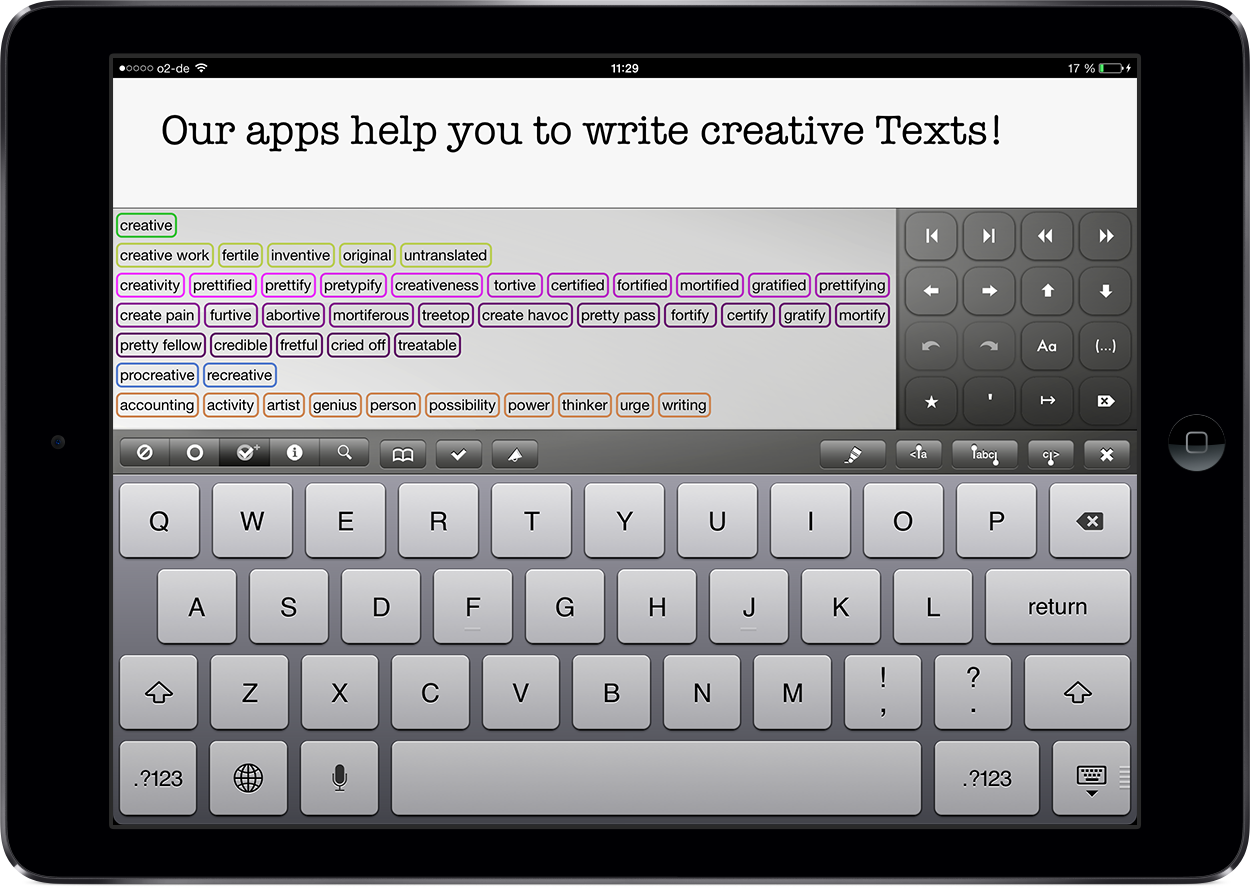 o2-de 11:29 17 %
Our apps help you to write creative Texts!
creative
creative work fertile inventive original untranslated
creativity prettified prettify pretypify creativeness tortive certified fortified mortified gratified prettifying
create pain furtive abortive mortiferous treetop create havoc pretty pass fortify certify gratify mortify
pretty fellow credible fretful cried off treatable
procreative recreative
accounting activity artist genius person possibility power thinker urge writing
Aa (...)
'
<a abc c>
Q W E R T Y U I O P
A S D F G H J K L return
Z X C V B N M ! , ? .
.?123 .?123